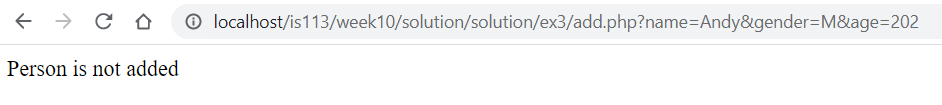 localhost/is113/week10/solution/solution/ex3/add.php?name=Andy&gender=M&age=202
Person is not added